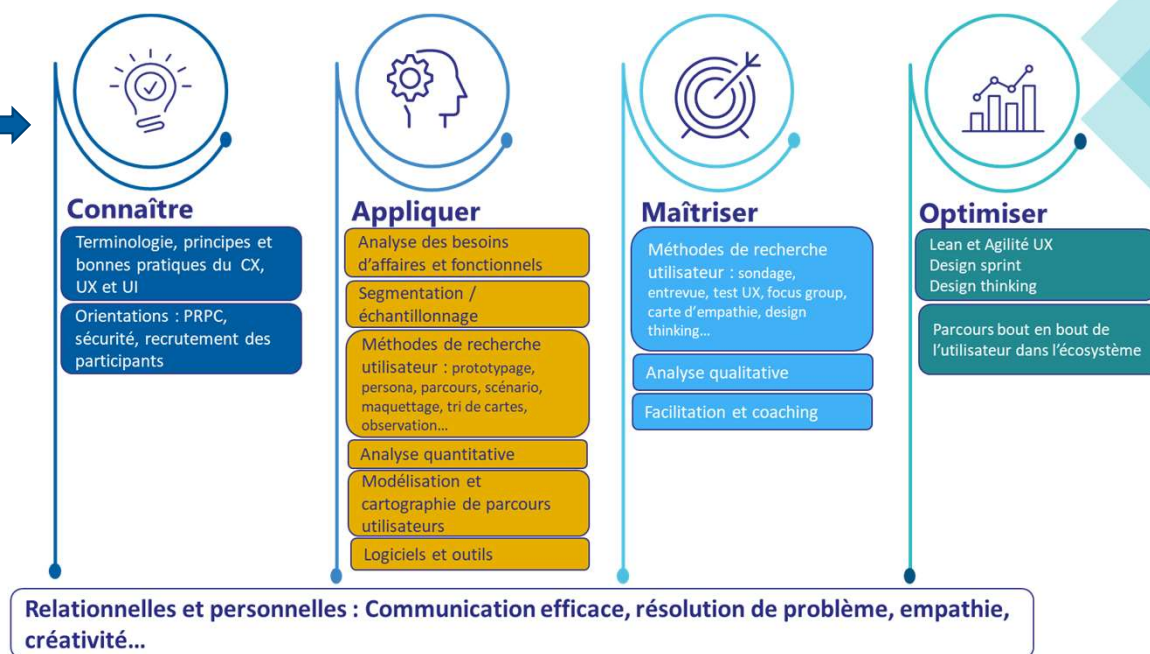 Connaître
Terminologie, principes et
bonnes pratiques du CX,
UX et UI
Orientations : PRPC,
sécurité, recrutement des
participants
Appliquer
Analyse des besoins
d'affaires et fonctionnels
Segmentation /
échantillonnage
Méthodes de recherche
utilisateur : prototypage,
persona, parcours, scénario,
maquettage, tri de cartes,
observation...
Analyse quantitative
Modélisation et
cartographie de parcours
utilisateurs
Logiciels et outils
Maîtriser
Méthodes de recherche
utilisateur : sondage,
entrevue, test UX, focus group,
carte d'empathie, design
thinking...
Analyse qualitative
Facilitation et coaching
Optimiser
Lean et Agilité UX
Design sprint
Design thinking
Parcours bout en bout de
l'utilisateur dans l'écosystème
Relationnelles et personnelles : Communication efficace, résolution de problème, empathie,
créativité...